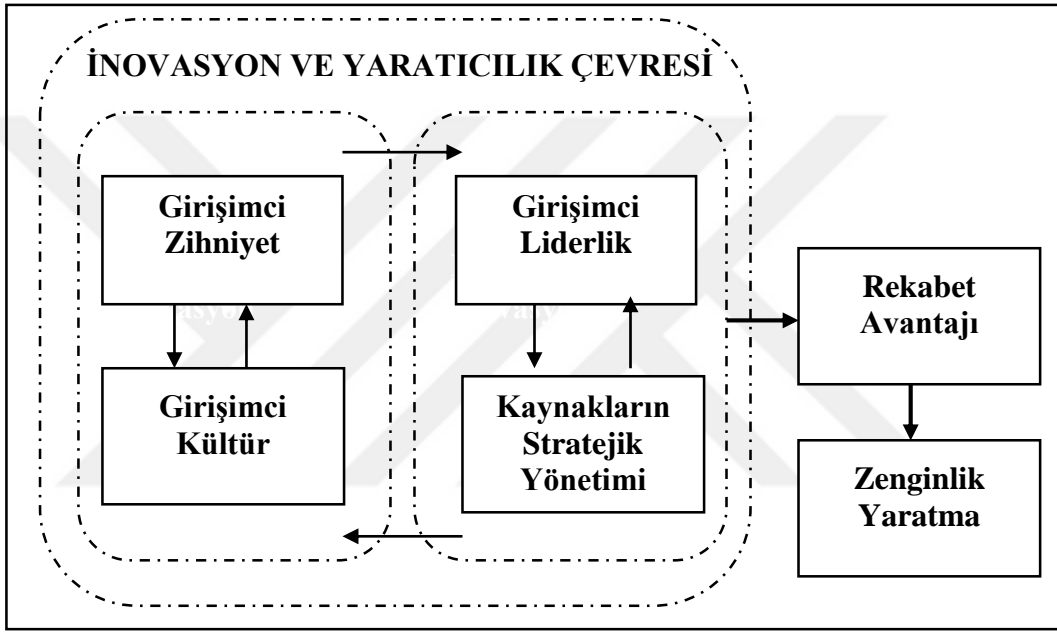 İNOVASYON VE YARATICILIK ÇEVRESİ
Girişimci
Zihniyet
Girişimci
Kültür
Girişimci
Liderlik
Kaynakların
Stratejik
Yönetimi
Rekabet
Avantajı
Zenginlik
Yaratma